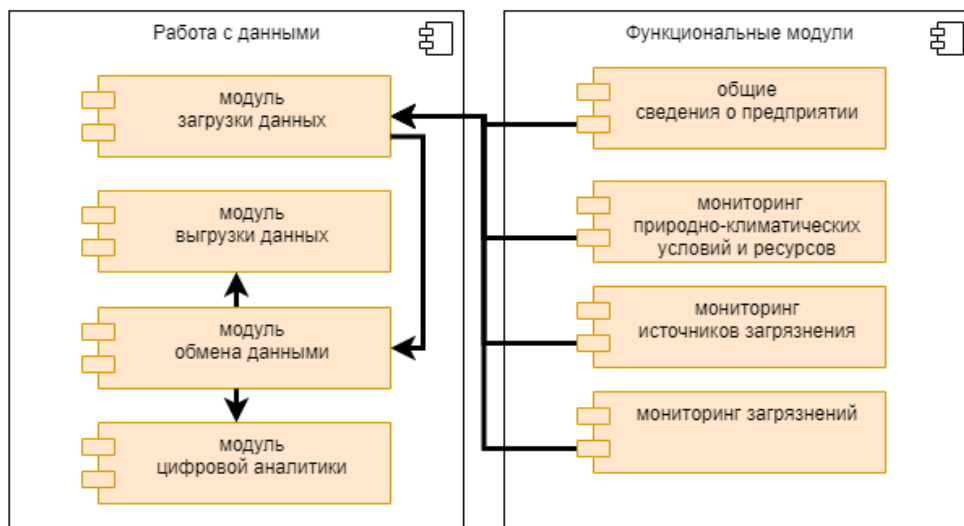 Работа с данными
модуль
загрузки данных
модуль
выгрузки данных
модуль
обмена данными
модуль
цифровой аналитики
Функциональные модули
общие
сведения о предприятии
мониторинг
природно-климатических
условий и ресурсов
мониторинг
источников загрязнения
мониторинг загрязнений